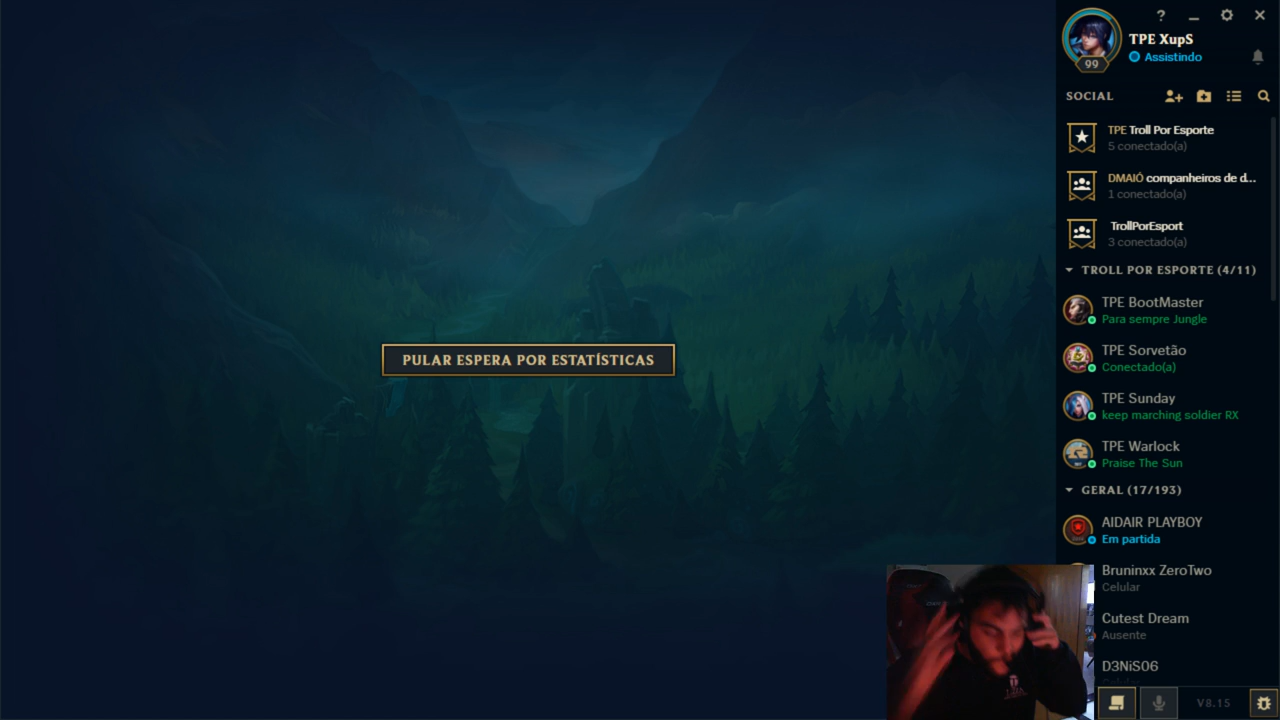 ?
TPE XupS
99
Assistindo
SOCIAL
TPE Troll Por Esporte
5 conectado(a)
DMAIÓ companheiros de d...
1 conectado(a)
TrollPorEsport
3 conectado(a)
TROLL POR ESPORTE (4/11)
TPE BootMaster
Para sempre Jungle
TPE Sorvetão
Conectado(a)
PULAR ESPERA POR ESTATÍSTICAS
TPE Sunday
keep marching soldier RX
TPE Warlock
Praise The Sun
GERAL (17/193)
AIDAIR PLAYBOY
Em partida
Bruninxx ZeroTwo
Celular
Cutest Dream
Ausente
D3NiS06
Celular
V8.15